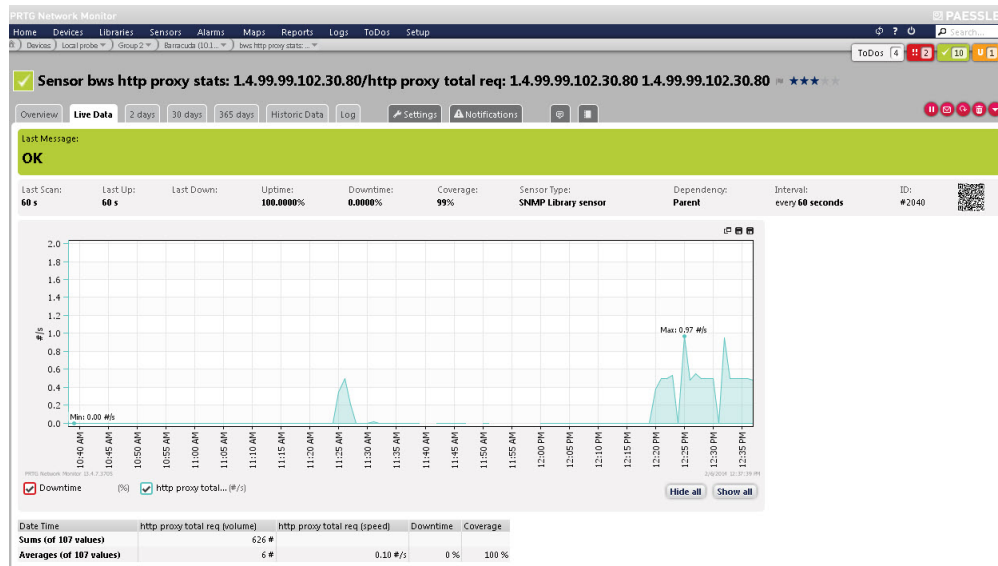 PRTG Network Monitor
PAESSLE
Home Devices Libraries Sensors Alarms Maps Reports Logs ToDos Setup
? Search...
Devices Local probe Group 2 Barracuda (10.1... bws http proxy stats: ...
ToDos 4 2 10 U 1
Sensor bws http proxy stats: 1.4.99.99.102.30.80/http proxy total req: 1.4.99.99.102.30.80 1.4.99.99.102.30.80
Overview Live Data 2 days 30 days 365 days Historic Data Log Settings Notifications
Last Message:
OK
Last Scan: Last Up: Last Down: Uptime: Downtime: Coverage: Sensor Type: Dependency: Interval: ID:
60 s 60 s 100.0000% 0.0000% 99% SNMP Library sensor Parent every 60 seconds #2040
2.0
1.8
1.6
1.4
1.2
1.0
0.8
0.6
0.4
0.2
0.0
#/s
Max: 0.97 #/s
Min: 0.00 #/s
10:40 AM 10:45 AM 10:50 AM 10:55 AM 11:00 AM 11:05 AM 11:10 AM 11:15 AM 11:20 AM 11:25 AM 11:30 AM 11:35 AM 11:40 AM 11:45 AM 11:50 AM 11:55 AM 12:00 PM 12:05 PM 12:10 PM 12:15 PM 12:20 PM 12:25 PM 12:30 PM 12:35 PM
PRTG Network Monitor
Downtime (%) http proxy total... (#/s)
Hide all Show all
Date Time http proxy total req (volume) http proxy total req (speed) Downtime Coverage
Sums (of 107 values) 626 #
Averages (of 107 values) 6 # 0.10 #/s 0 % 100 %